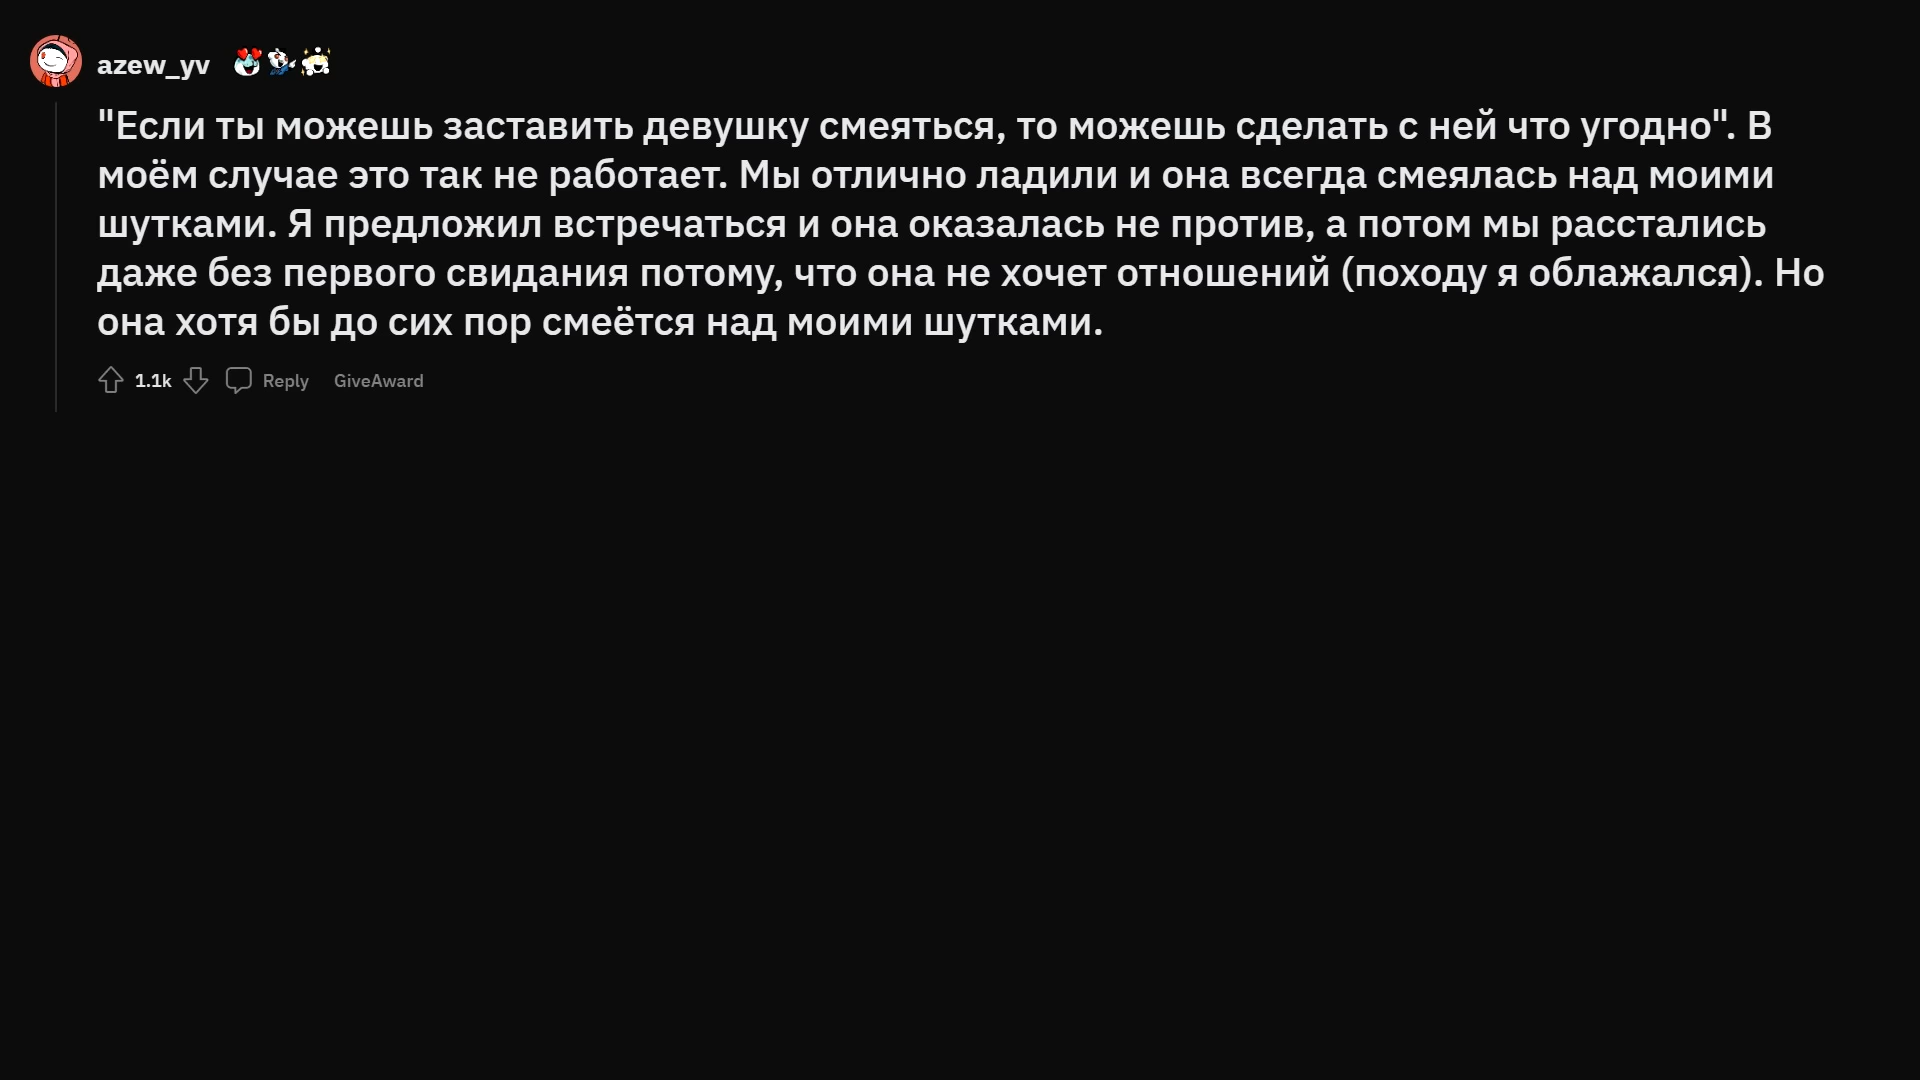 azew_yv
"Если ты можешь заставить девушку смеяться, то можешь сделать с ней что угодно". В
моём случае это так не работает. Мы отлично ладили и она всегда смеялась над моими
шутками. Я предложил встречаться и она оказалась не против, а потом мы расстались
даже без первого свидания потому, что она не хочет отношений (походу я облажался). Но
она хотя бы до сих пор смеётся над моими шутками.
1.1k Reply GiveAward